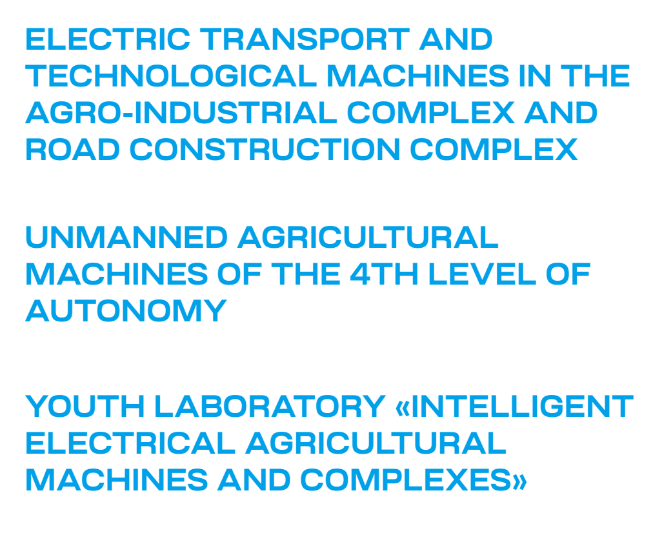 ELECTRIC TRANSPORT AND
TECHNOLOGICAL MACHINES IN THE
AGRO-INDUSTRIAL COMPLEX AND
ROAD CONSTRUCTION COMPLEX
UNMANNED AGRICULTURAL
MACHINES OF THE 4TH LEVEL OF
AUTONOMY
YOUTH LABORATORY «INTELLIGENT
ELECTRICAL AGRICULTURAL
MACHINES AND COMPLEXES»